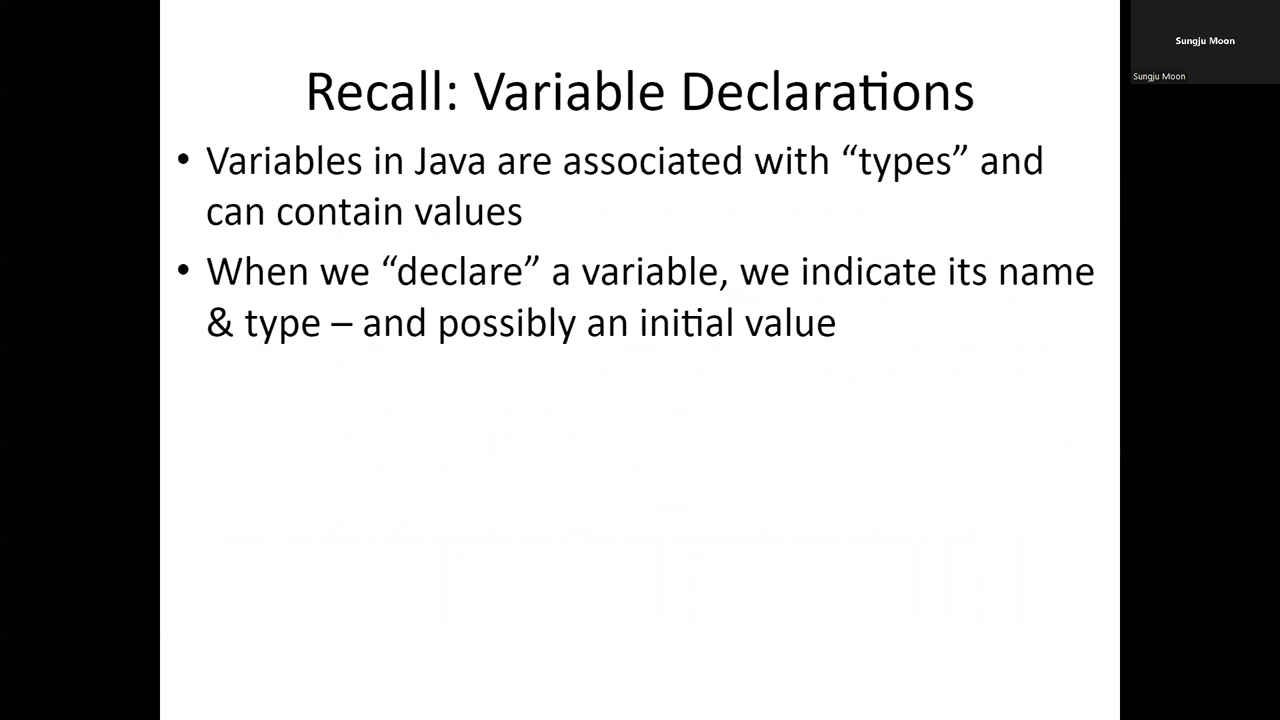 Recall: Variable Declarations
• Variables in Java are associated with “types” and
can contain values
• When we “declare” a variable, we indicate its name
& type – and possibly an initial value
Sungju Moon
Sungju Moon